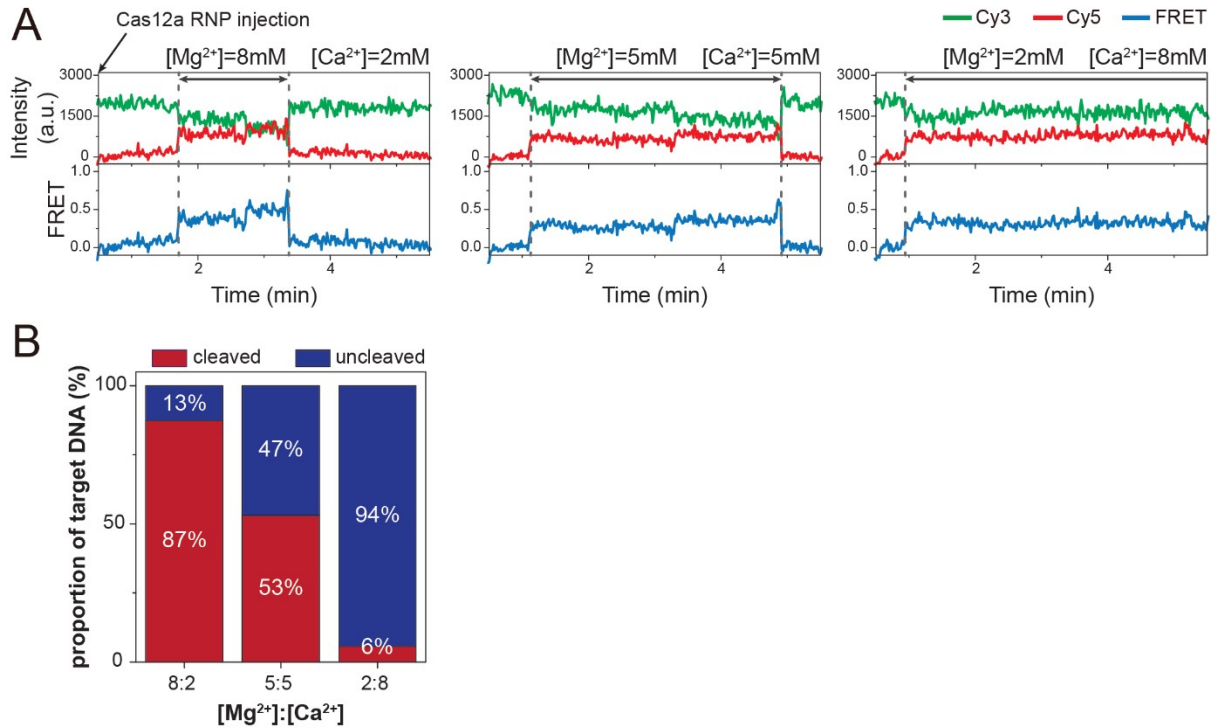 A
Cas12a RNP injection
Cy3 Cy5 FRET
[Mg²⁺]=8mM [Ca²⁺]=2mM
[Mg²⁺]=5mM [Ca²⁺]=5mM
[Mg²⁺]=2mM [Ca²⁺]=8mM
Intensity
(a.u.)
3000
1500
0
3000
1500
0
3000
1500
0
FRET
1.0
0.5
0.0
1.0
0.5
0.0
1.0
0.5
0.0
2 4
2 4
2 4
Time (min)
Time (min)
Time (min)
B
cleaved uncleaved
proportion of target DNA (%)
100
50
0
13%
87%
47%
53%
94%
6%
8:2 5:5 2:8
[Mg²⁺]:[Ca²⁺]